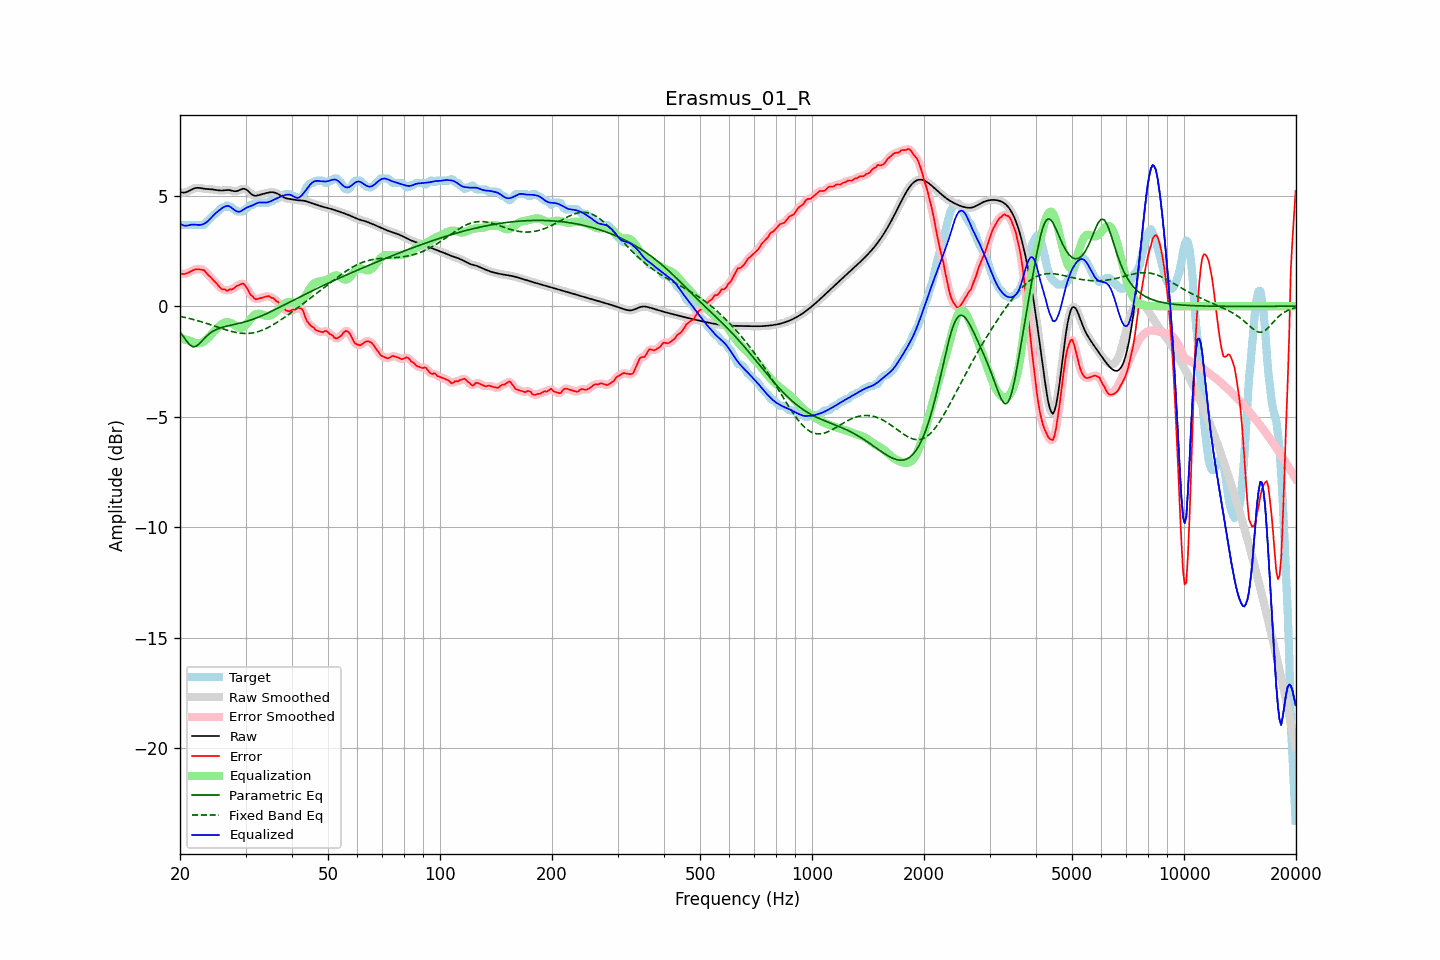 Erasmus_01_R
Amplitude (dBr)
5
0
−5
−10
−15
−20
Target
Raw Smoothed
Error Smoothed
Raw
Error
Equalization
Parametric Eq
Fixed Band Eq
Equalized
20 50 100 200 500 1000 2000 5000 10000 20000
Frequency (Hz)